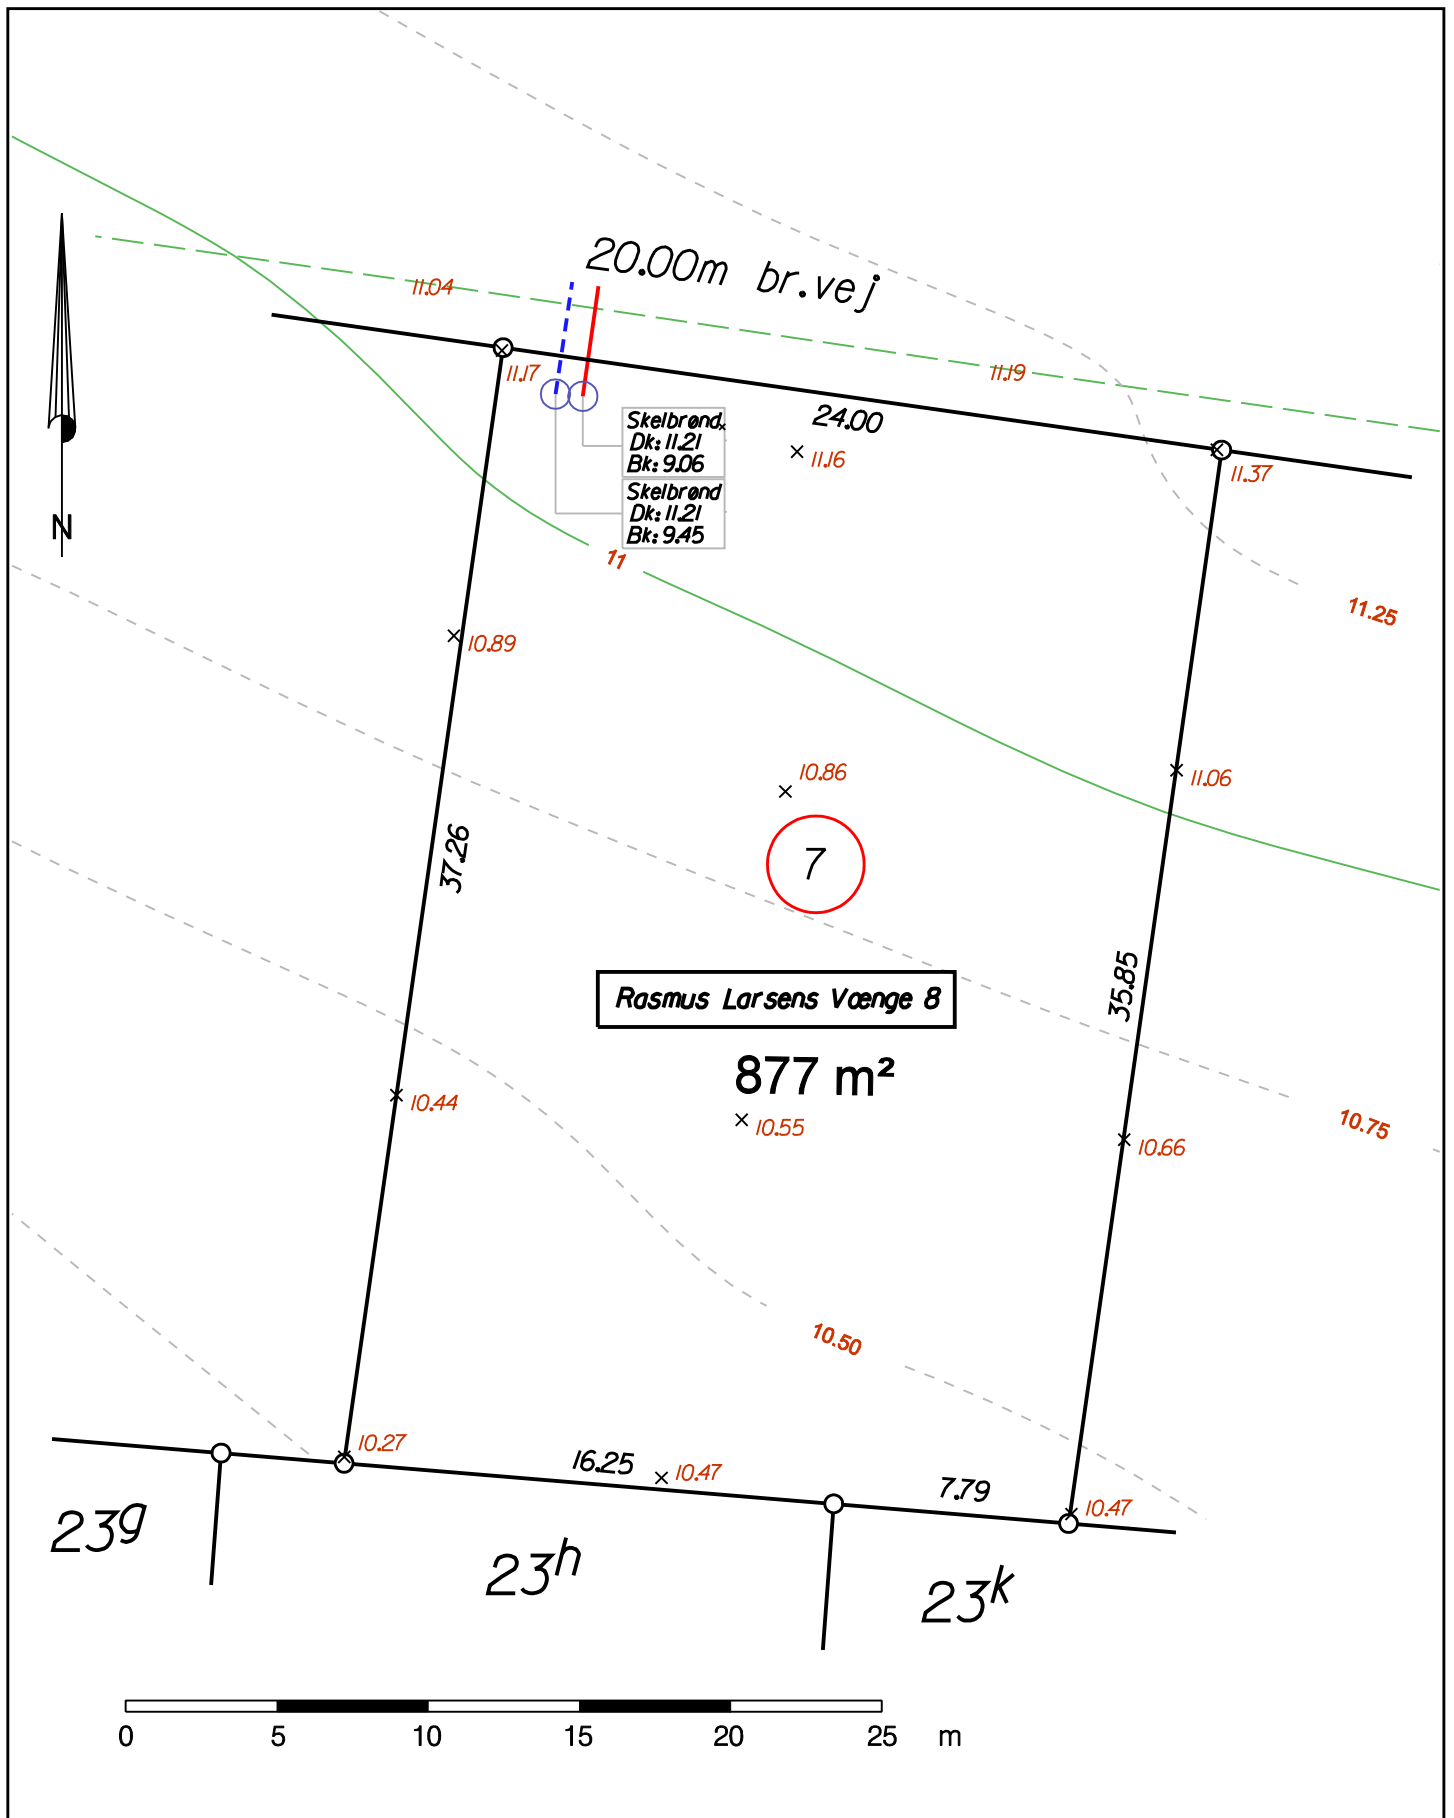 20.00m br.vej
11.04
11.17
11.19
24.00
Skelbrønd
Dk: 11.21
Bk: 9.06
11.16
11.37
Skelbrønd
Dk: 11.21
Bk: 9.45
N
11
11.25
10.89
10.86
11.06
37.26
7
35.85
Rasmus Larsens Vænge 8
877 m²
10.44
10.55
10.75
10.66
10.50
10.27
16.25
10.47
7.79
10.47
23g
23h
23k
0 5 10 15 20 25 m